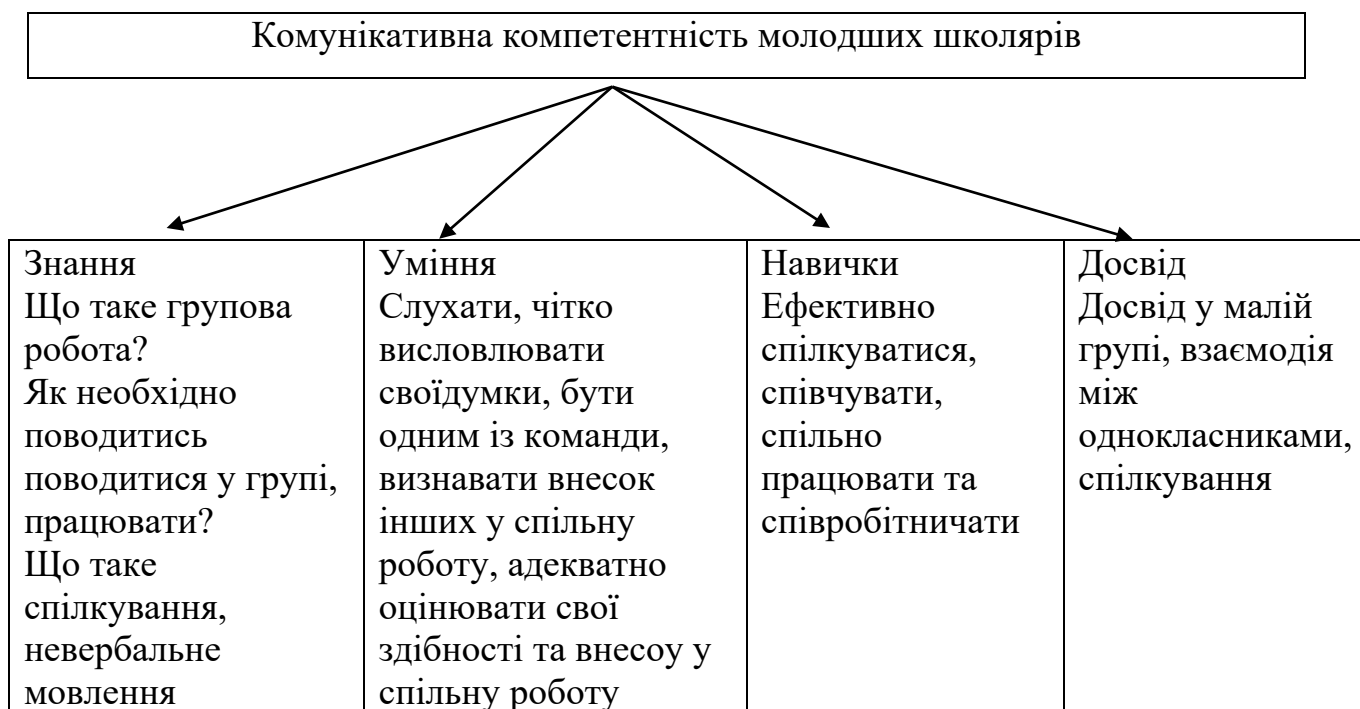 Комунікативна компетентність молодших школярів
Знання
Що таке групова
робота?
Як необхідно
поводитись
поводитися у групі,
працювати?
Що таке
спілкування,
невербальне
мовлення
Уміння
Слухати, чітко
висловлювати
своїдумки, бути
одним із команди,
визнавати внесок
інших у спільну
роботу, адекватно
оцінювати свої
здібності та внесоу у
спільну роботу
Навички
Ефективно
спілкуватися,
співчувати,
спільно
працювати та
співробітничати
Досвід
Досвід у малій
групі, взаємодія
між
однокласниками,
спілкування